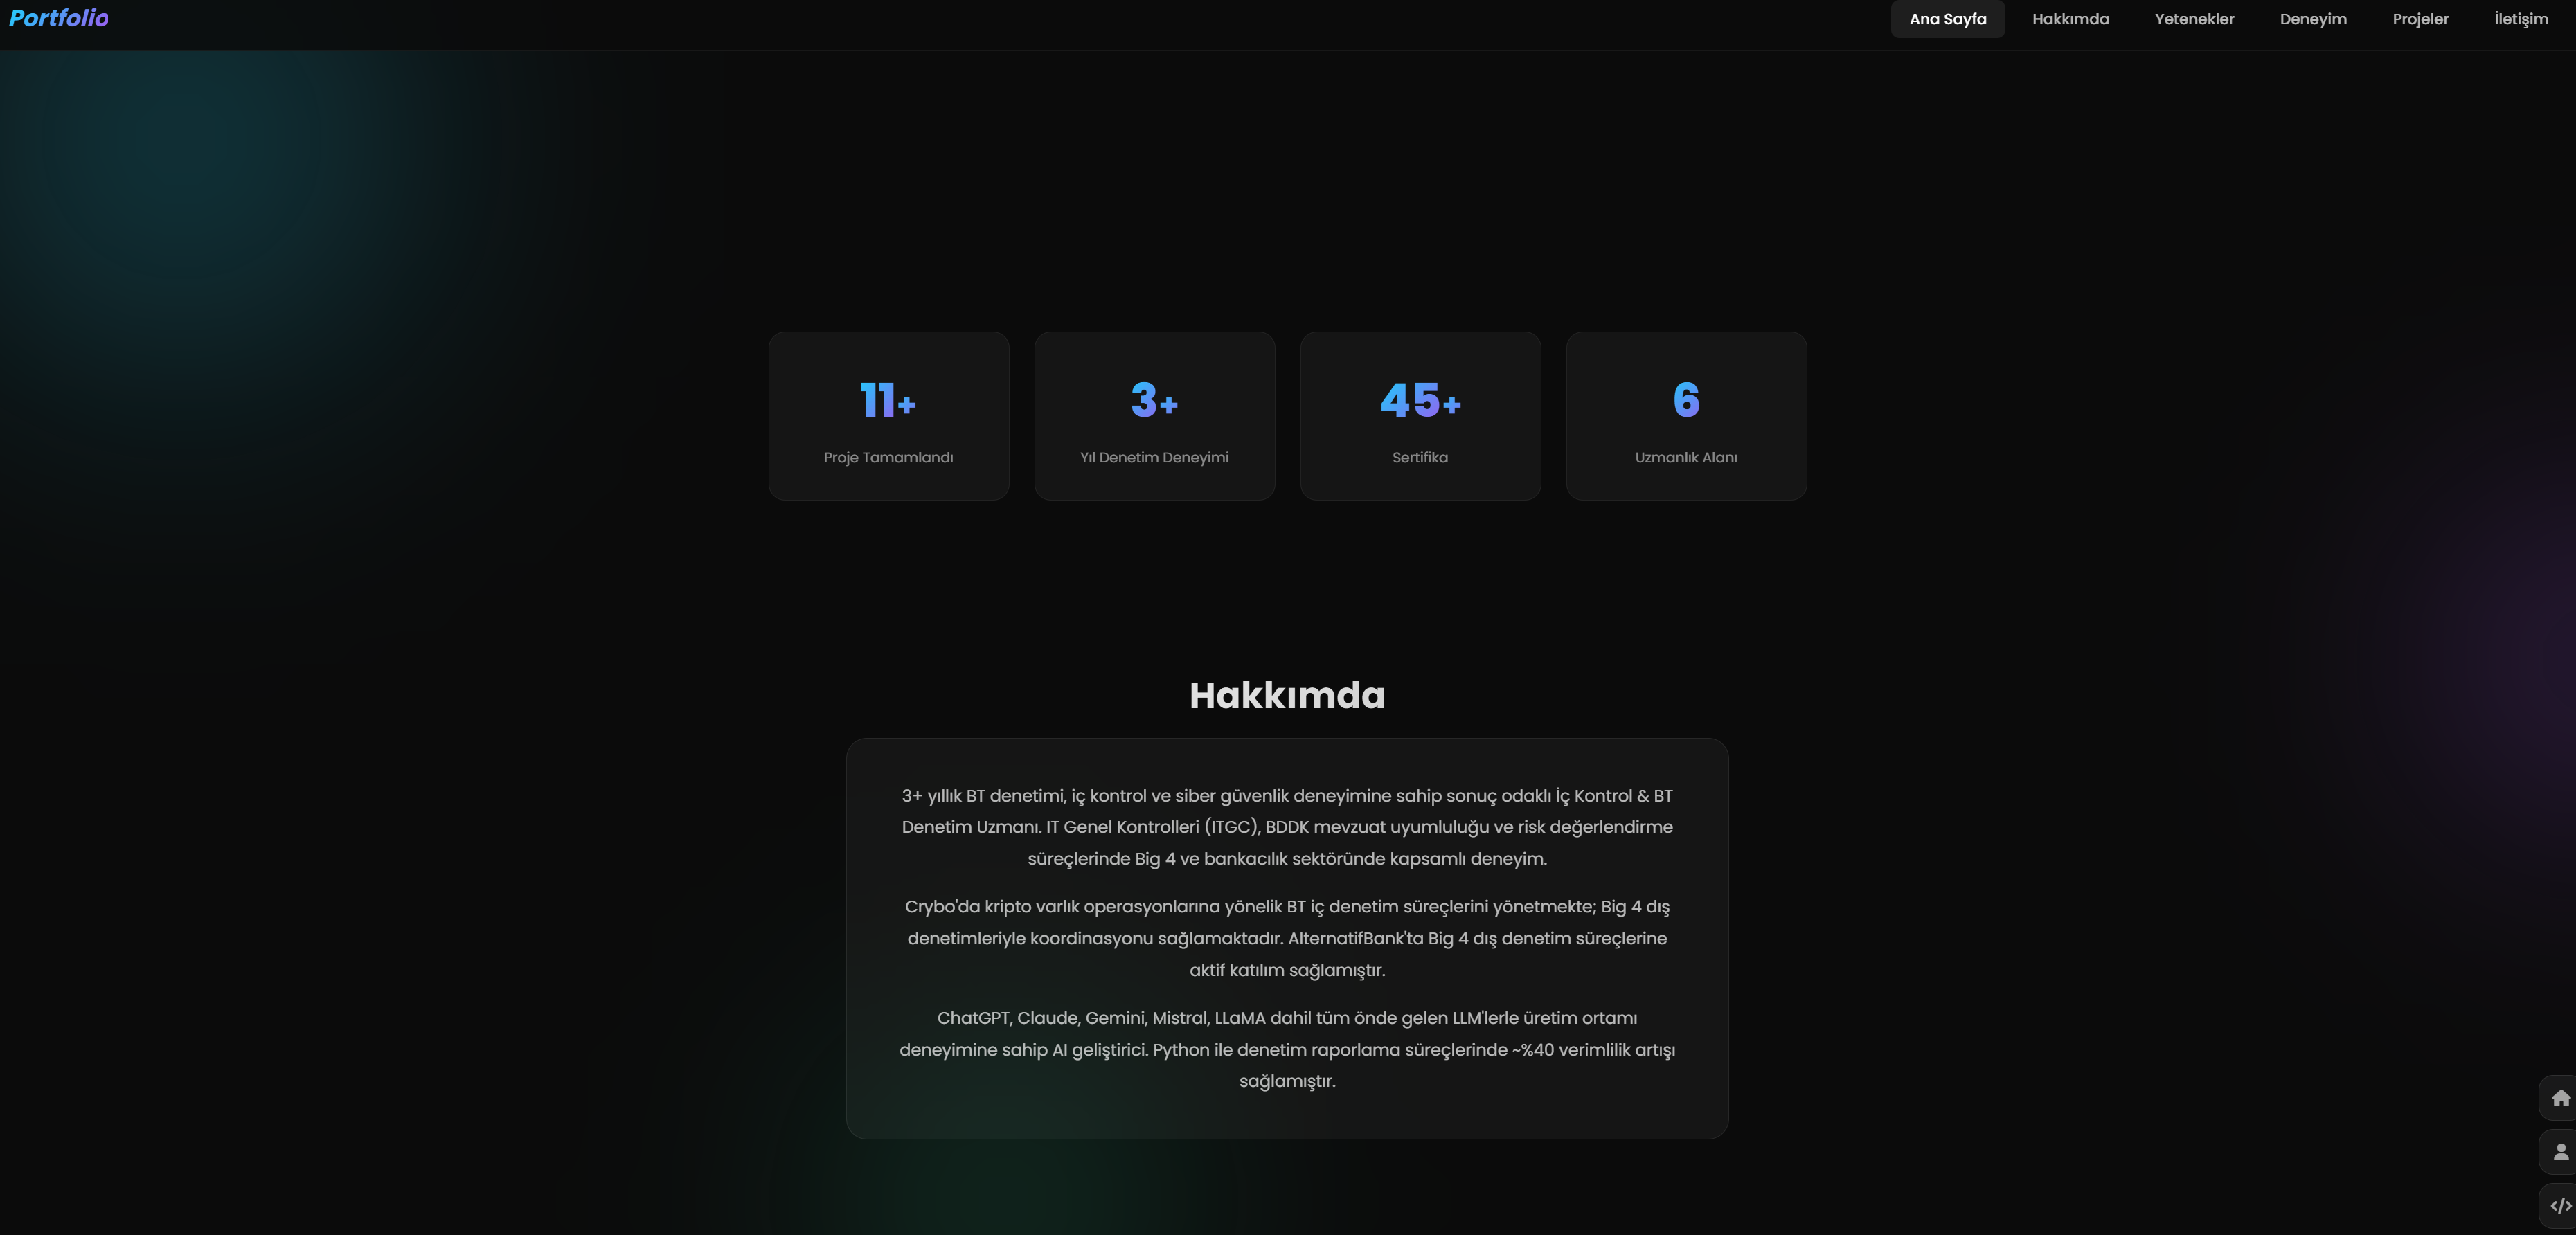 Portfolio
Ana Sayfa
Hakkımda
Yetenekler
Deneyim
Projeler
İletişim
11+
Proje Tamamlandı
3+
Yıl Denetim Deneyimi
45+
Sertifika
6
Uzmanlık Alanı
Hakkımda
3+ yıllık BT denetimi, iç kontrol ve siber güvenlik deneyimine sahip sonuç odaklı İç Kontrol & BT
Denetim Uzmanı. IT Genel Kontrolleri (ITGC), BDDK mevzuat uyumluluğu ve risk değerlendirme
süreçlerinde Big 4 ve bankacılık sektöründe kapsamlı deneyim.
Crybo'da kripto varlık operasyonlarına yönelik BT iç denetim süreçlerini yönetmekte; Big 4 dış
denetimleriyle koordinasyonu sağlamaktadır. AlternatifBank'ta Big 4 dış denetim süreçlerine
aktif katılım sağlamıştır.
ChatGPT, Claude, Gemini, Mistral, LLaMA dahil tüm önde gelen LLM'lerle üretim ortamı
deneyimine sahip AI geliştirici. Python ile denetim raporlama süreçlerinde ~%40 verimlilik artışı
sağlamıştır.